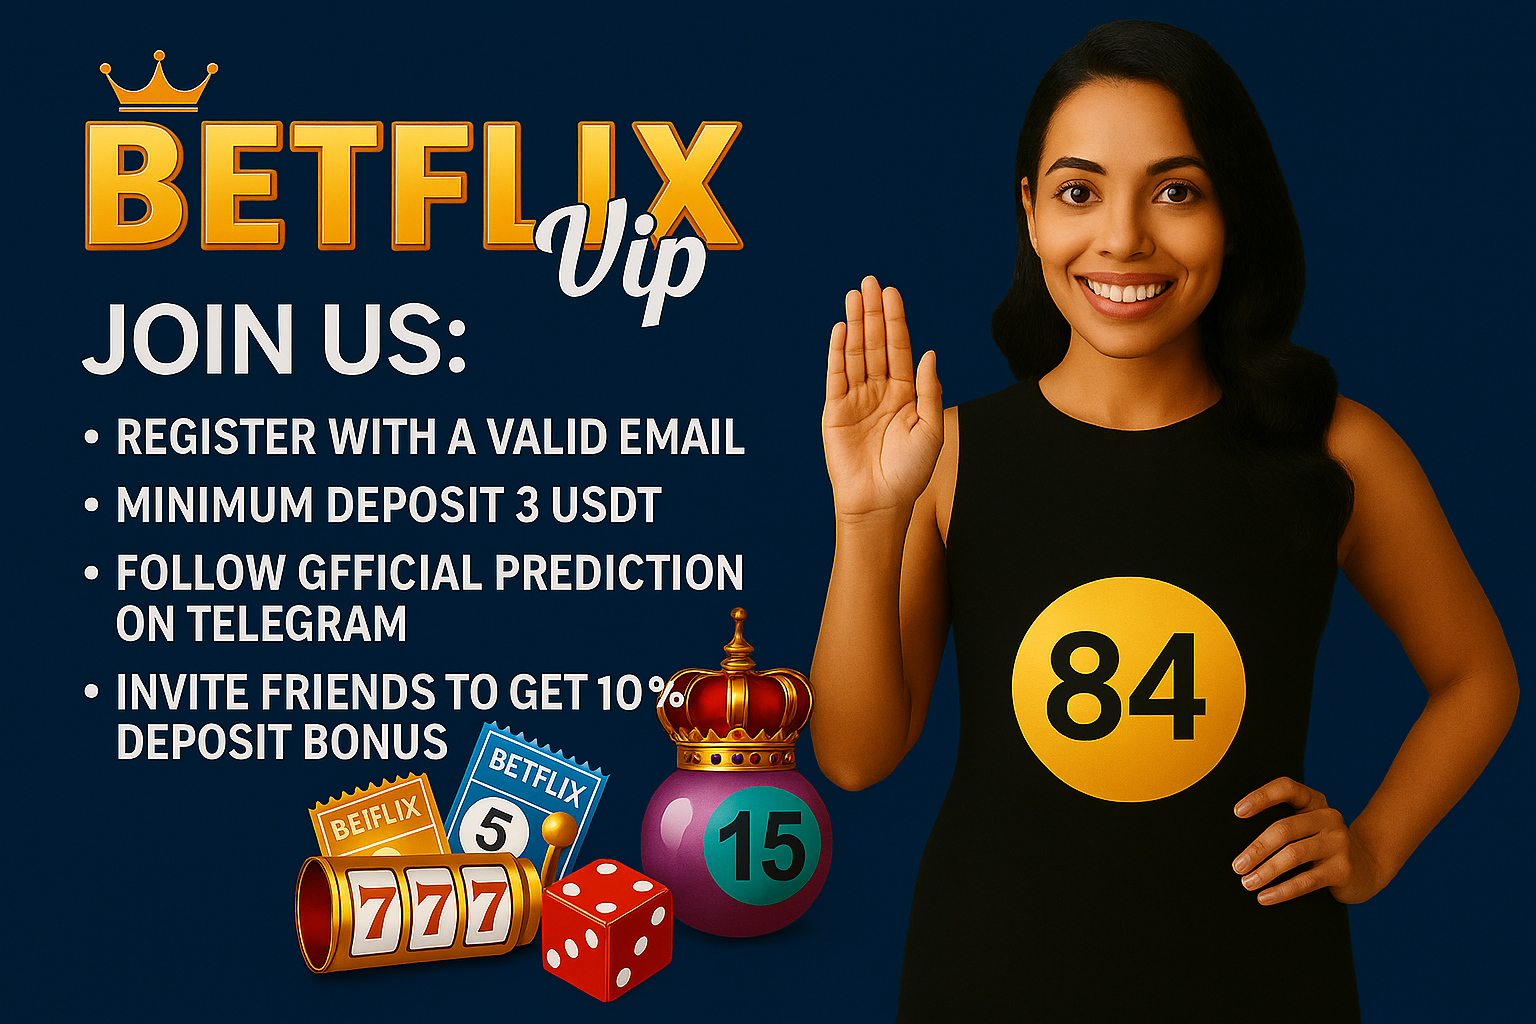 BETFLIX
Vip
JOIN US:
• REGISTER WITH A VALID EMAIL
• MINIMUM DEPOSIT 3 USDT
• FOLLOW GFFICIAL PREDICTION
ON TELEGRAM
• INVITE FRIENDS TO GET 10%
DEPOSIT BONUS
84
BETFLIX
5
BEIFLIX
15
777